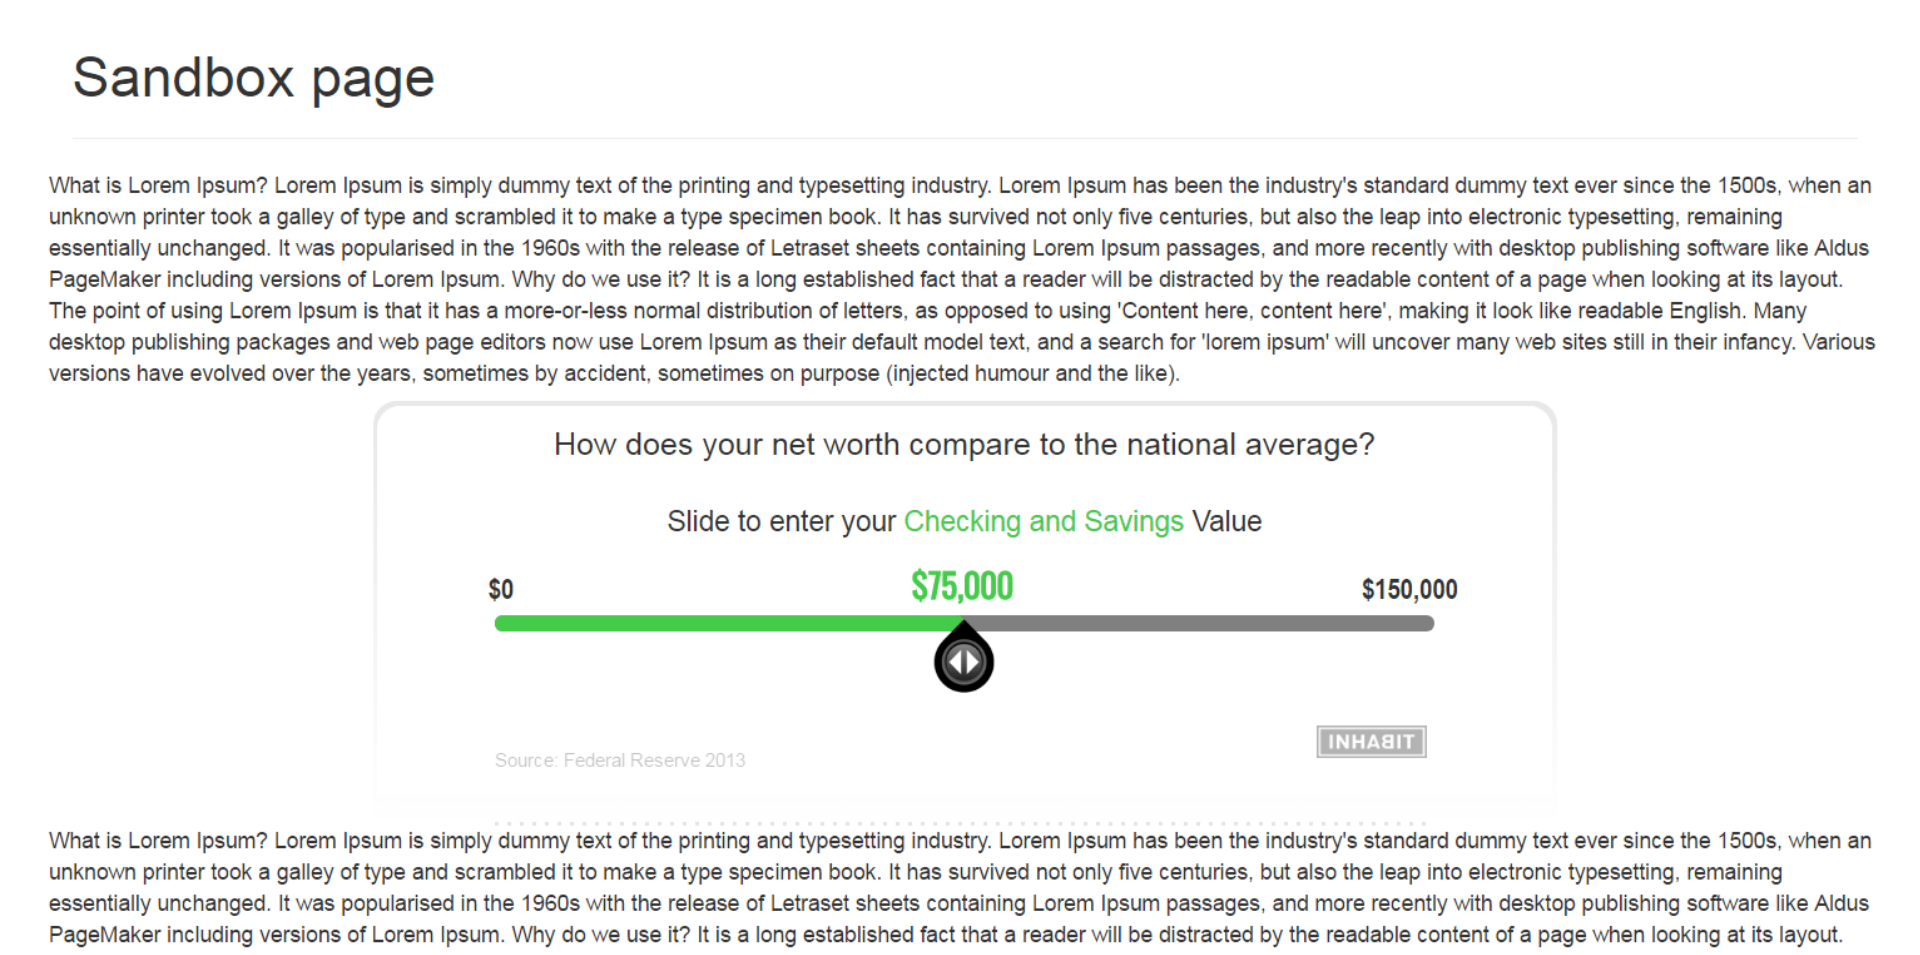 Sandbox page
What is Lorem Ipsum? Lorem Ipsum is simply dummy text of the printing and typesetting industry. Lorem Ipsum has been the industry's standard dummy text ever since the 1500s, when an
unknown printer took a galley of type and scrambled it to make a type specimen book. It has survived not only five centuries, but also the leap into electronic typesetting, remaining
essentially unchanged. It was popularised in the 1960s with the release of Letraset sheets containing Lorem Ipsum passages, and more recently with desktop publishing software like Aldus
PageMaker including versions of Lorem Ipsum. Why do we use it? It is a long established fact that a reader will be distracted by the readable content of a page when looking at its layout.
The point of using Lorem Ipsum is that it has a more-or-less normal distribution of letters, as opposed to using 'Content here, content here', making it look like readable English. Many
desktop publishing packages and web page editors now use Lorem Ipsum as their default model text, and a search for 'lorem ipsum' will uncover many web sites still in their infancy. Various
versions have evolved over the years, sometimes by accident, sometimes on purpose (injected humour and the like).
How does your net worth compare to the national average?
Slide to enter your Checking and Savings Value
$0 $75,000 $150,000
INHABIT
Source: Federal Reserve 2013
What is Lorem Ipsum? Lorem Ipsum is simply dummy text of the printing and typesetting industry. Lorem Ipsum has been the industry's standard dummy text ever since the 1500s, when an
unknown printer took a galley of type and scrambled it to make a type specimen book. It has survived not only five centuries, but also the leap into electronic typesetting, remaining
essentially unchanged. It was popularised in the 1960s with the release of Letraset sheets containing Lorem Ipsum passages, and more recently with desktop publishing software like Aldus
PageMaker including versions of Lorem Ipsum. Why do we use it? It is a long established fact that a reader will be distracted by the readable content of a page when looking at its layout.